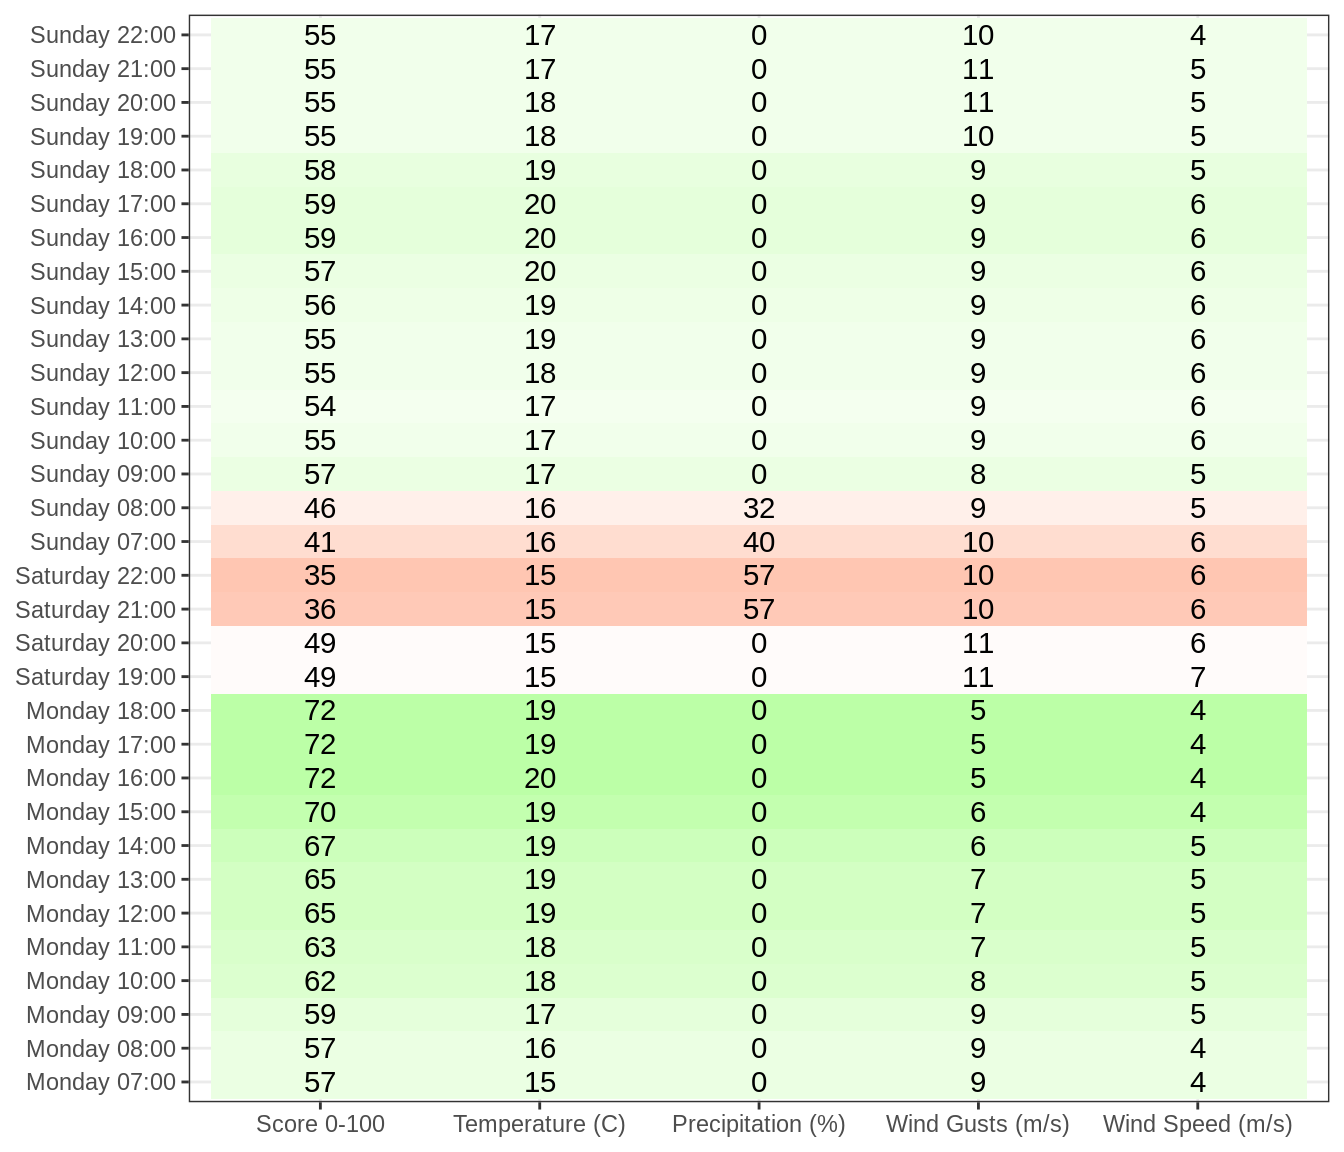 Sunday 22:00 55 17 0 10 4
Sunday 21:00 55 17 0 11 5
Sunday 20:00 55 18 0 11 5
Sunday 19:00 55 18 0 10 5
Sunday 18:00 58 19 0 9 5
Sunday 17:00 59 20 0 9 6
Sunday 16:00 59 20 0 9 6
Sunday 15:00 57 20 0 9 6
Sunday 14:00 56 19 0 9 6
Sunday 13:00 55 19 0 9 6
Sunday 12:00 55 18 0 9 6
Sunday 11:00 54 17 0 9 6
Sunday 10:00 55 17 0 9 6
Sunday 09:00 57 17 0 8 5
Sunday 08:00 46 16 32 9 5
Sunday 07:00 41 16 40 10 6
Saturday 22:00 35 15 57 10 6
Saturday 21:00 36 15 57 10 6
Saturday 20:00 49 15 0 11 6
Saturday 19:00 49 15 0 11 7
Monday 18:00 72 19 0 5 4
Monday 17:00 72 19 0 5 4
Monday 16:00 72 20 0 5 4
Monday 15:00 70 19 0 6 4
Monday 14:00 67 19 0 6 5
Monday 13:00 65 19 0 7 5
Monday 12:00 65 19 0 7 5
Monday 11:00 63 18 0 7 5
Monday 10:00 62 18 0 8 5
Monday 09:00 59 17 0 9 5
Monday 08:00 57 16 0 9 4
Monday 07:00 57 15 0 9 4
Score 0-100 Temperature (C) Precipitation (%) Wind Gusts (m/s) Wind Speed (m/s)